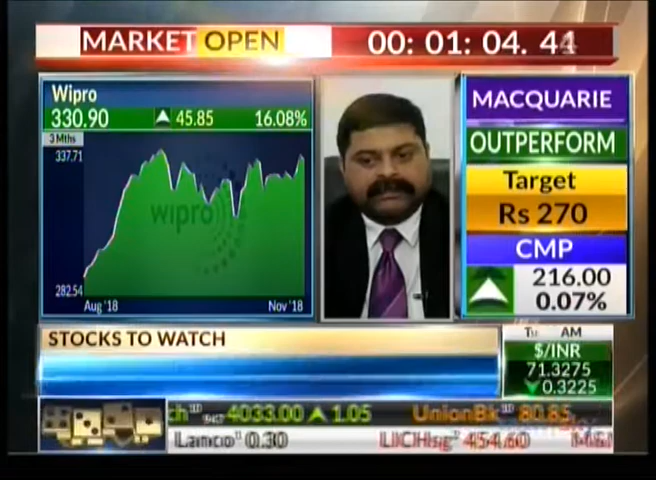 MARKET OPEN
00: 01: 04. 44
Wipro
330.90 45.85 16.08%
3 Mths
337.71
wipro
282.54
Aug'18 Nov'18
MACQUARIE
OUTPERFORM
Target
Rs 270
CMP
216.00
0.07%
STOCKS TO WATCH
AM
$/INR
71.3275
0.3225
4033.00 1.05 UnionBk 80.85
Lamco 0.30 LICHsg 454.60